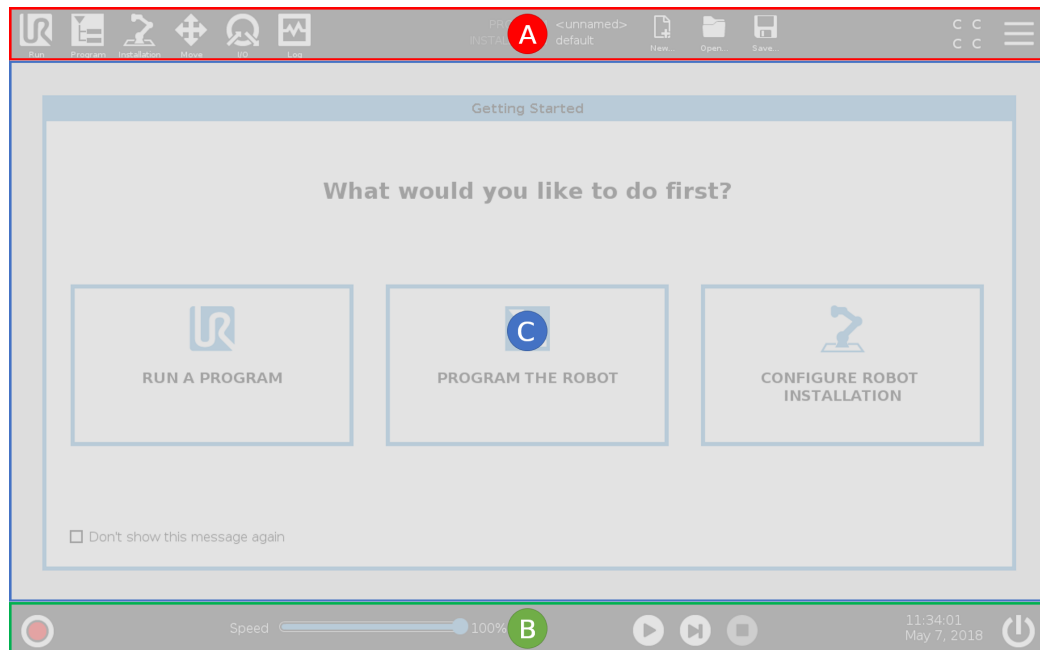 A
<unnamed>
default
Run
Program
Installation
Move
I/O
Log
New...
Open...
Save...
C C
C C
Getting Started
What would you like to do first?
C
RUN A PROGRAM
PROGRAM THE ROBOT
CONFIGURE ROBOT
INSTALLATION
Don't show this message again
Speed
100%
B
11:34:01
May 7, 2018